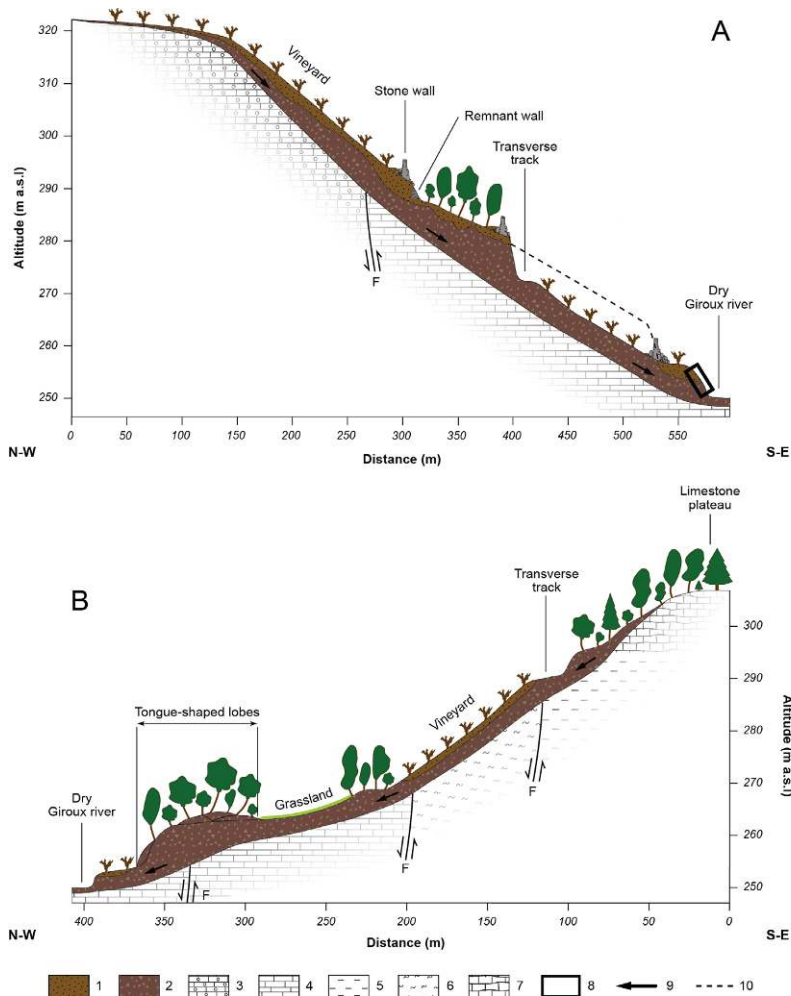 A
Altitude (m a.s.l)
320
310
300
290
280
270
260
250
Vineyard
Stone wall
Remnant wall
Transverse
track
Dry
Giroux river
F
0 50 100 150 200 250 300 350 400 450 500 550
N-W
Distance (m)
S-E
B
Limestone
plateau
Transverse
track
Tongue-shaped lobes
Vineyard
Grassland
Dry
Giroux river
F
F
F
300
290
280
270
260
250
Altitude (m a.s.l)
400 350 300 250 200 150 100 50 0
N-W
Distance (m)
S-E
1 2 3 4 5 6 7 8 9 10